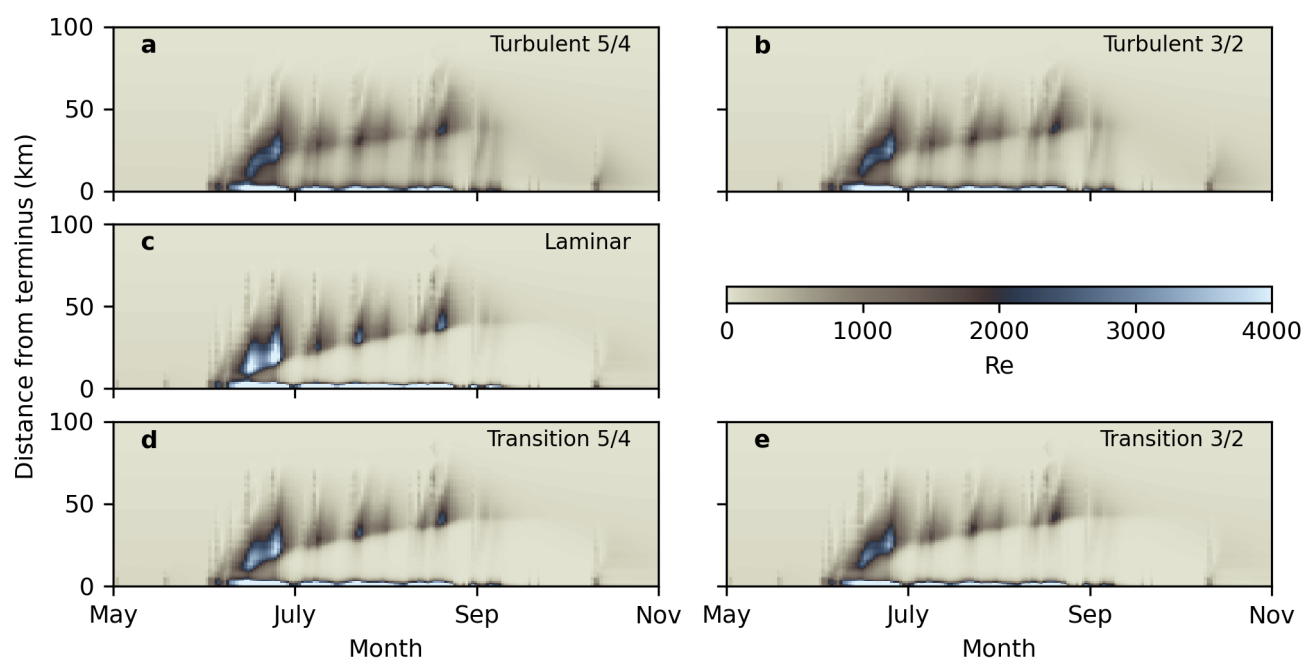 100
50
0
a
Turbulent 5/4
b
Turbulent 3/2
100
50
0
c
Laminar
0
1000
2000
3000
4000
Re
100
50
0
d
Transition 5/4
e
Transition 3/2
Distance from terminus (km)
May
July
Sep
Nov
May
July
Sep
Nov
Month
Month